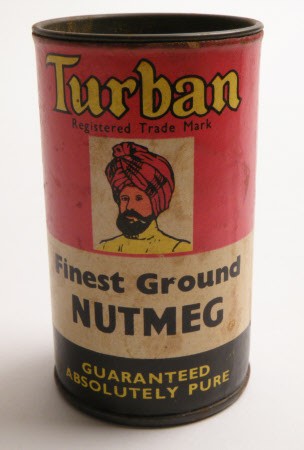 Turban
Registered Trade Mark
Finest Ground
NUTMEG
GUARANTEED
ABSOLUTELY PURE